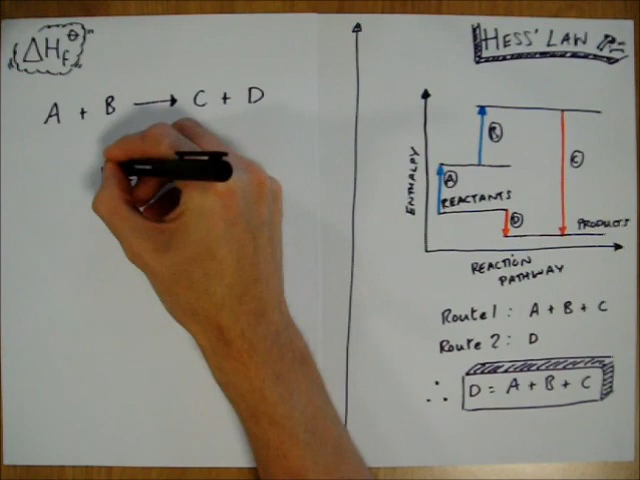 ΔHf⊖
A + B → C + D
HESS' LAW
B
C
A
ENTHALPY
REACTANTS
D
PRODUCTS
REACTION
PATHWAY
Route 1 : A + B + C
Route 2 : D
∴ D = A + B + C